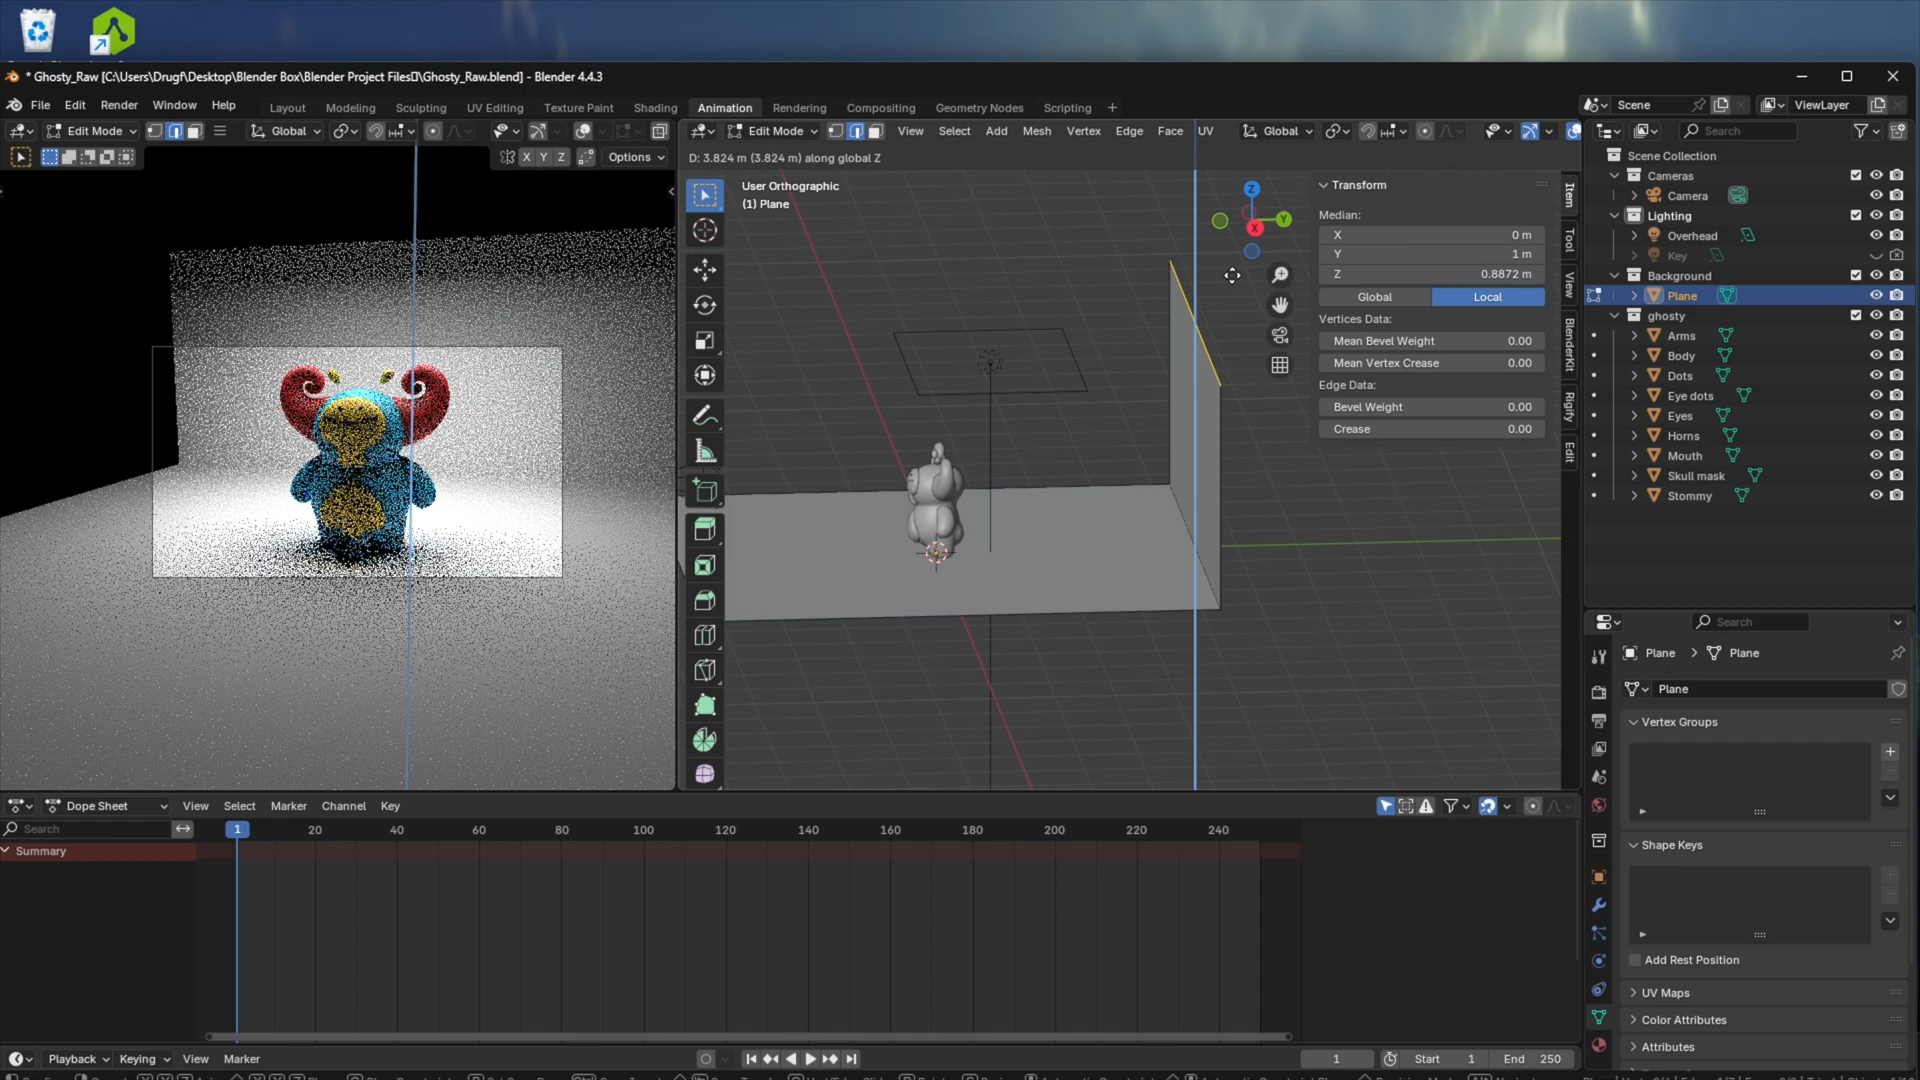 * Ghosty_Raw [C:\Users\Drugf\Desktop\Blender Box\Blender Project Files\Ghosty_Raw.blend] - Blender 4.4.3
File Edit Render Window Help
Layout Modeling Sculpting UV Editing Texture Paint Shading Animation Rendering Compositing Geometry Nodes Scripting +
Scene
ViewLayer
Edit Mode
Global
Edit Mode View Select Add Mesh Vertex Edge Face UV
Global
Search
X Y Z
Options
D: 3.824 m (3.824 m) along global Z
User Orthographic
(1) Plane
Z
Y
X
Transform
Median:
X 0 m
Y 1 m
Z 0.8872 m
Global Local
Vertices Data:
Mean Bevel Weight 0.00
Mean Vertex Crease 0.00
Edge Data:
Bevel Weight 0.00
Crease 0.00
Item
Tool
View
BlenderKit
Rigify
Edit
Scene Collection
Cameras
Camera
Lighting
Overhead
Key
Background
Plane
ghosty
Arms
Body
Dots
Eye dots
Eyes
Horns
Mouth
Skull mask
Stommy
Search
Plane > Plane
Plane
Vertex Groups
Shape Keys
Add Rest Position
UV Maps
Color Attributes
Attributes
Dope Sheet View Select Marker Channel Key
Search
1 20 40 60 80 100 120 140 160 180 200 220 240
Summary
Playback Keying View Marker
1
Start 1
End 250